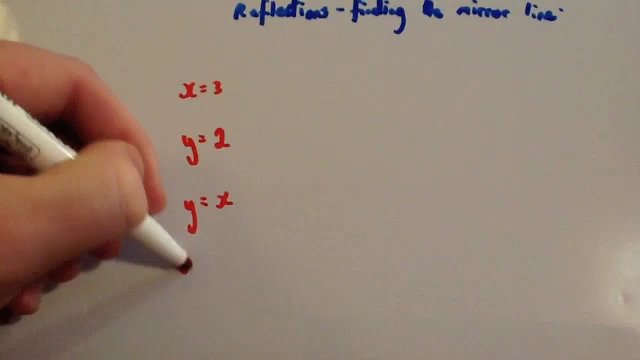 Reflections - finding the mirror line.
x = 3
y = 2
y = x